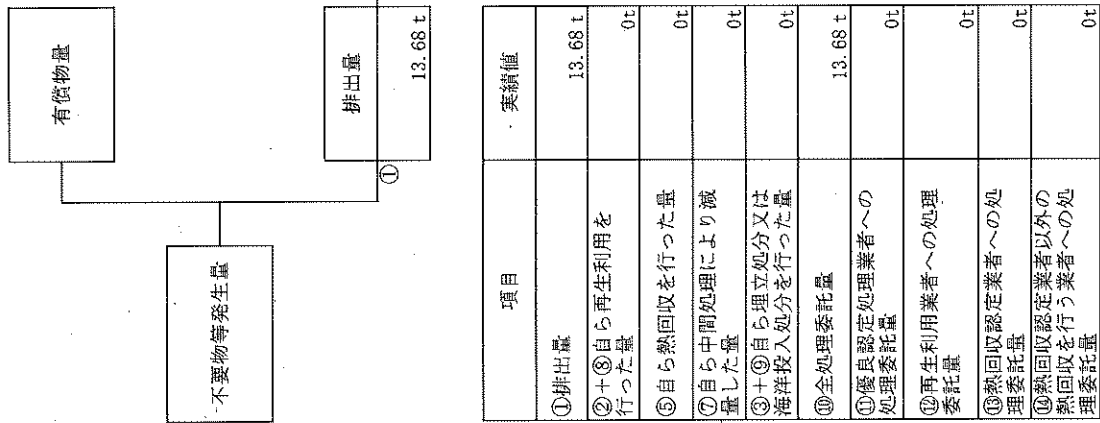 有償物量
不要物等発生量
排出量
①
13.68 t
項目
実績値
①排出量
13.68 t
②+⑧自ら再生利用を
行った量
0t
⑤自ら熱回収を行った量
0t
⑦自ら中間処理により減
量した量
0t
③+⑨自ら埋立処分又は
海洋投入処分を行った量
0t
⑩全処理委託量
13.68 t
⑪優良認定処理業者への
処理委託量
0t
⑫再生利用業者への処理
委託量
0t
⑬熱回収認定業者への処
理委託量
0t
⑭熱回収認定業者以外の
熱回収を行う業者への処
理委託量
0t